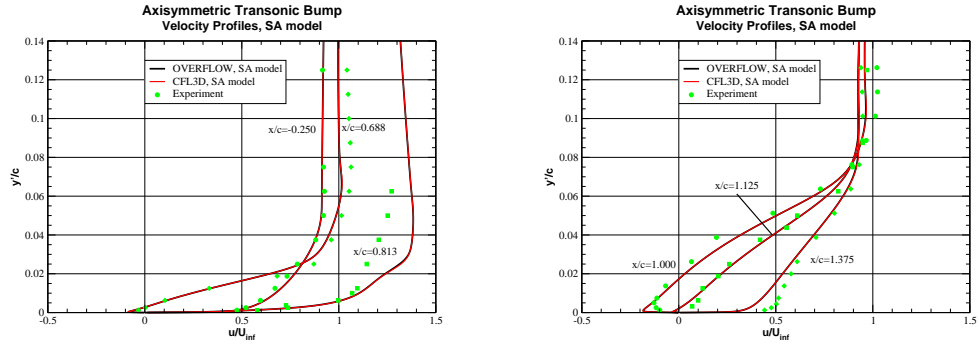 Axisymmetric Transonic Bump
Velocity Profiles, SA model
0.14
0.12
0.1
0.08
0.06
0.04
0.02
0
y'/c
OVERFLOW, SA model
CFL3D, SA model
Experiment
x/c=-0.250
x/c=0.688
x/c=0.813
-0.5
0
0.5
1
1.5
u/U_inf
Axisymmetric Transonic Bump
Velocity Profiles, SA model
0.14
0.12
0.1
0.08
0.06
0.04
0.02
0
y'/c
OVERFLOW, SA model
CFL3D, SA model
Experiment
x/c=1.125
x/c=1.000
x/c=1.375
-0.5
0
0.5
1
1.5
u/U_inf